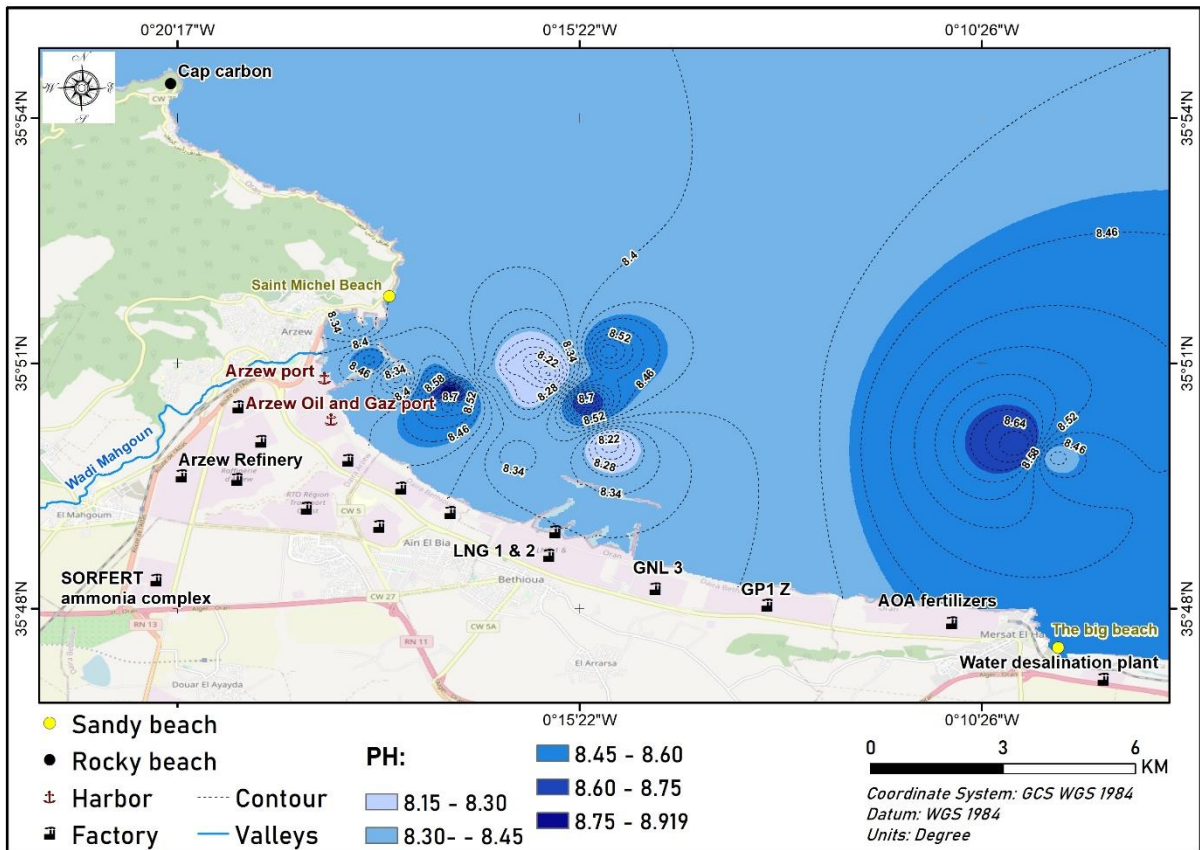 0°20'17"W
0°15'22"W
0°10'26"W
N
W
E
S
Cap carbon
35°54'N
35°54'N
8.4
8.46
Saint Michel Beach
8.34
Arzew
8.4
8.46
8.34
8.4
8.58
8.7
8.52
8.46
8.22
8.28
8.34
8.52
8.46
8.7
8.52
8.22
8.28
8.34
8.34
8.64
8.58
8.52
8.46
35°51'N
35°51'N
Arzew port
Arzew Oil and Gaz port
Wadi Mahgoun
Arzew Refinery
El Mahgoum
CW 5
Ain El Bia
LNG 1 & 2
Bethioua
GNL 3
GP1 Z
AOA fertilizers
SORFERT
ammonia complex
CW 27
RN 13
CW 5A
RN 11
35°48'N
35°48'N
Mersat El Ha
The big beach
Water desalination plant
Douar El Ayayda
El Arrarsa
0°15'22"W
0°10'26"W
Sandy beach
Rocky beach
Harbor
Factory
Contour
Valleys
PH:
8.15 - 8.30
8.30- - 8.45
8.45 - 8.60
8.60 - 8.75
8.75 - 8.919
0 3 6
KM
Coordinate System: GCS WGS 1984
Datum: WGS 1984
Units: Degree